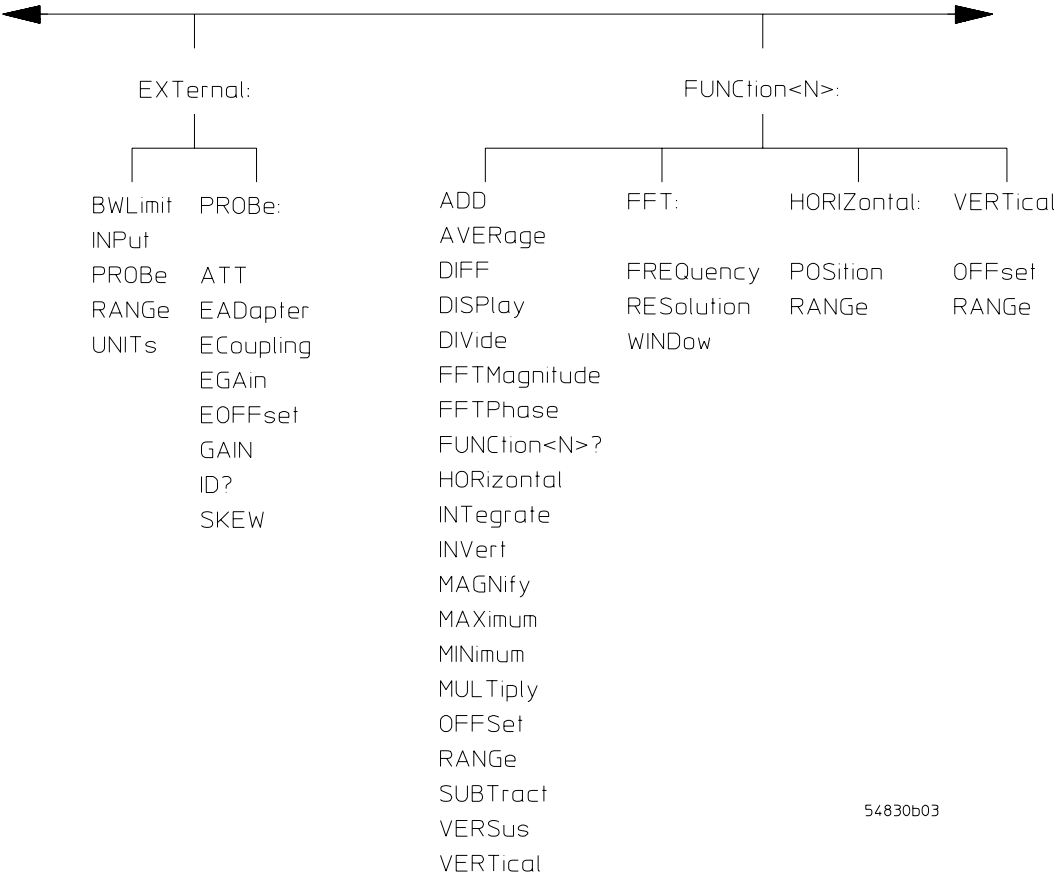 EXTernal:
FUNCtion<N>:
BWLimit
INPut
PROBe
RANGe
UNITs
PROBe:
ATT
EADapter
ECoupling
EGAin
EOFFset
GAIN
ID?
SKEW
ADD
AVERage
DIFF
DISPlay
DIVide
FFTMagnitude
FFTPhase
FUNCtion<N>?
HORizontal
INTegrate
INVert
MAGNify
MAXimum
MINimum
MULTiply
OFFSet
RANGe
SUBTract
VERSus
VERTical
FFT:
FREQuency
RESolution
WINDow
HORIZontal:
POSition
RANGe
VERTical
OFFset
RANGe
54830b03